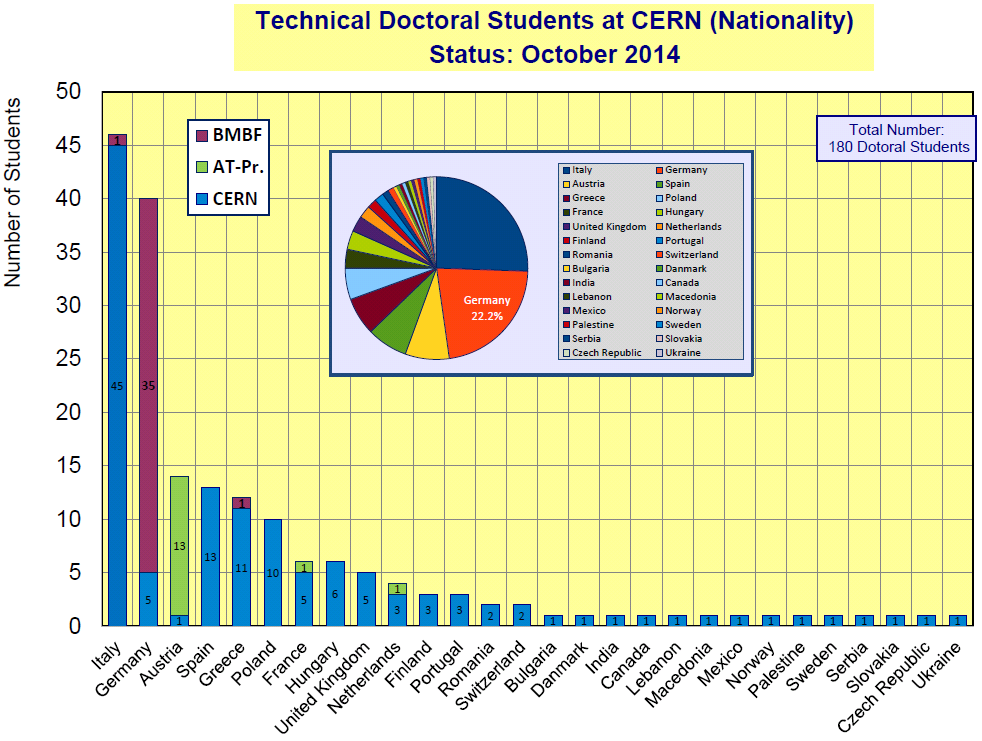 Technical Doctoral Students at CERN (Nationality)
Status: October 2014
Number of Students
50
45
40
35
30
25
20
15
10
5
0
BMBF
AT-Pr.
CERN
Total Number:
180 Dotoral Students
Germany
22.2%
Italy Germany
Austria Spain
Greece Poland
France Hungary
United Kingdom Netherlands
Finland Portugal
Romania Switzerland
Bulgaria Denmark
India Canada
Lebanon Macedonia
Mexico Norway
Palestine Sweden
Serbia Slovakia
Czech Republic Ukraine
1
45
35
5
13
1
13
1
11
10
1
5
6
5
1
3
3
3
2
2
1
1
1
1
1
1
1
1
1
1
1
1
1
1
Italy
Germany
Austria
Spain
Greece
Poland
France
Hungary
United Kingdom
Netherlands
Finland
Portugal
Romania
Switzerland
Bulgaria
Danmark
India
Canada
Lebanon
Macedonia
Mexico
Norway
Palestine
Sweden
Serbia
Slovakia
Czech Republic
Ukraine